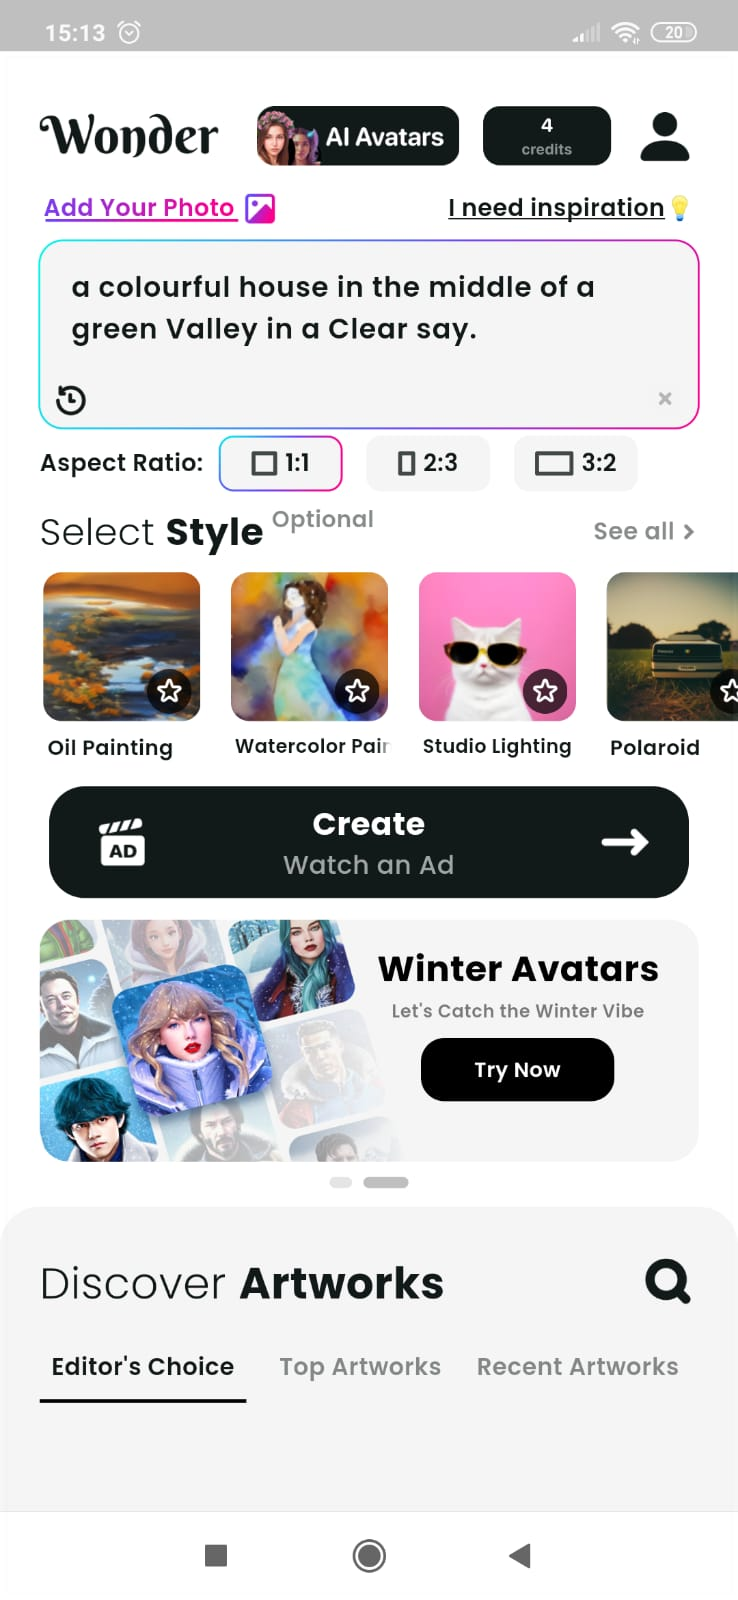 15:13
20
Wonder
AI Avatars
4
credits
Add Your Photo
I need inspiration
a colourful house in the middle of a
green Valley in a Clear say.
Aspect Ratio:
1:1
2:3
3:2
Select Style Optional
See all
Oil Painting
Watercolor Pain
Studio Lighting
Polaroid
AD
Create
Watch an Ad
Winter Avatars
Let's Catch the Winter Vibe
Try Now
Discover Artworks
Editor's Choice
Top Artworks
Recent Artworks